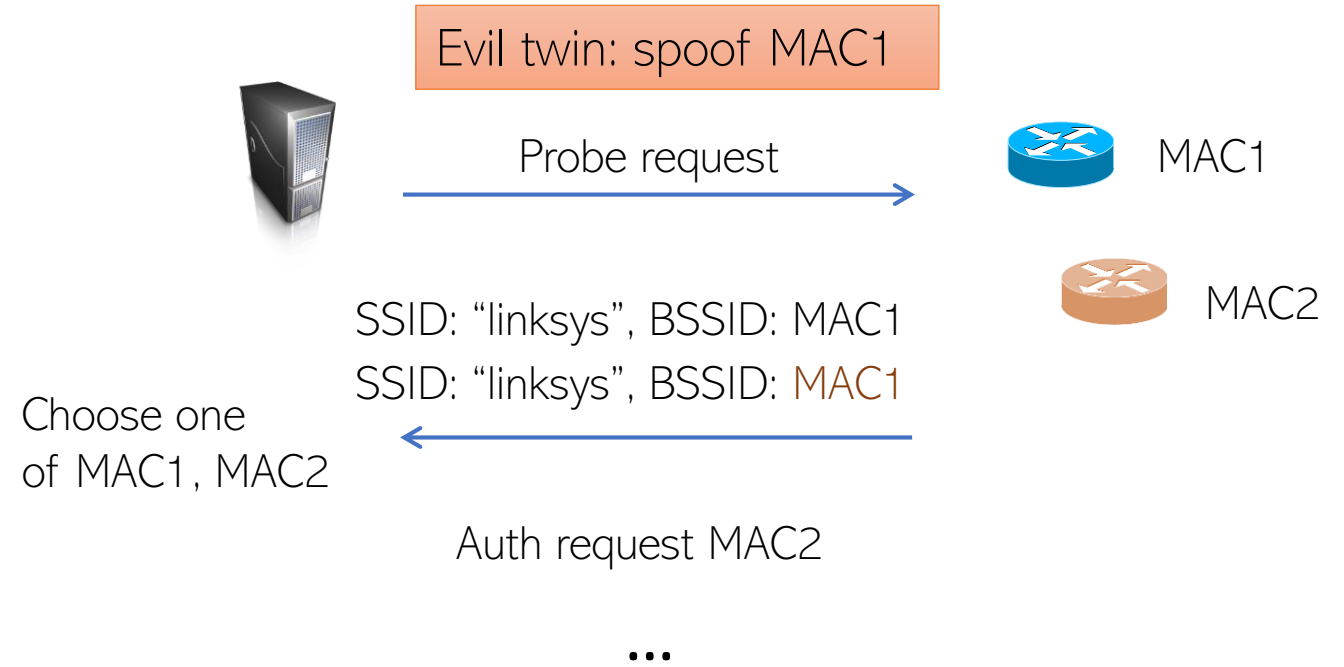 Evil twin: spoof MAC1
Probe request
MAC1
MAC2
SSID: “linksys”, BSSID: MAC1
SSID: “linksys”, BSSID: MAC1
Choose one
of MAC1, MAC2
Auth request MAC2
...